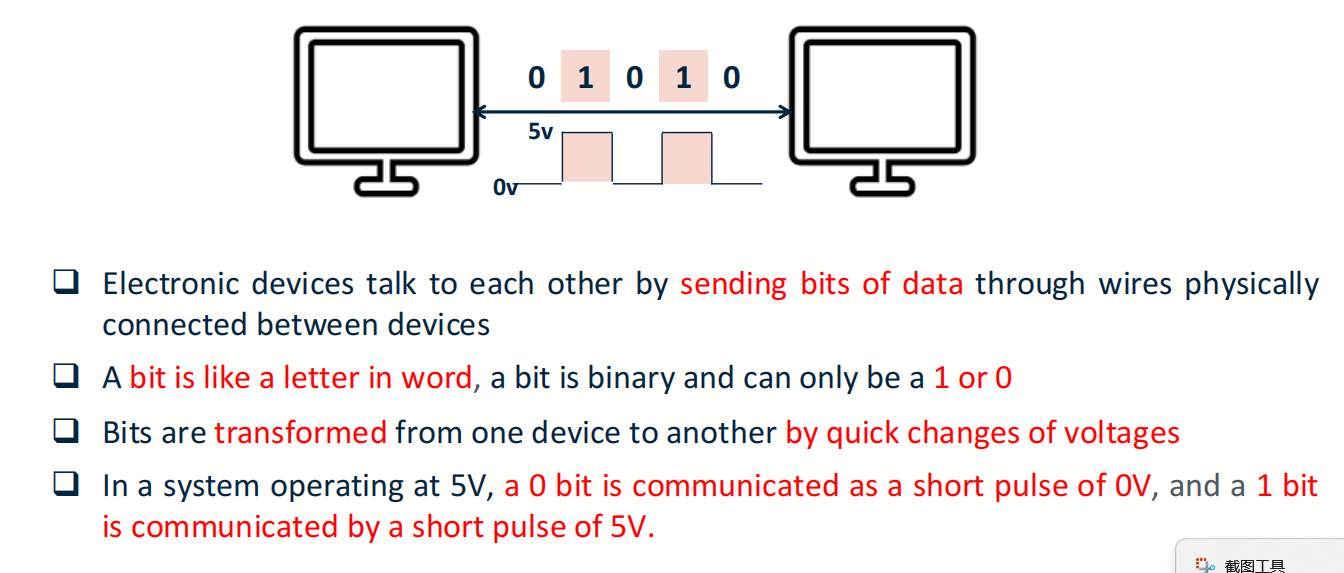 0 1 0 1 0
5v
0v
Electronic devices talk to each other by sending bits of data through wires physically
connected between devices
A bit is like a letter in word, a bit is binary and can only be a 1 or 0
Bits are transformed from one device to another by quick changes of voltages
In a system operating at 5V, a 0 bit is communicated as a short pulse of 0V, and a 1 bit
is communicated by a short pulse of 5V.
截图工具